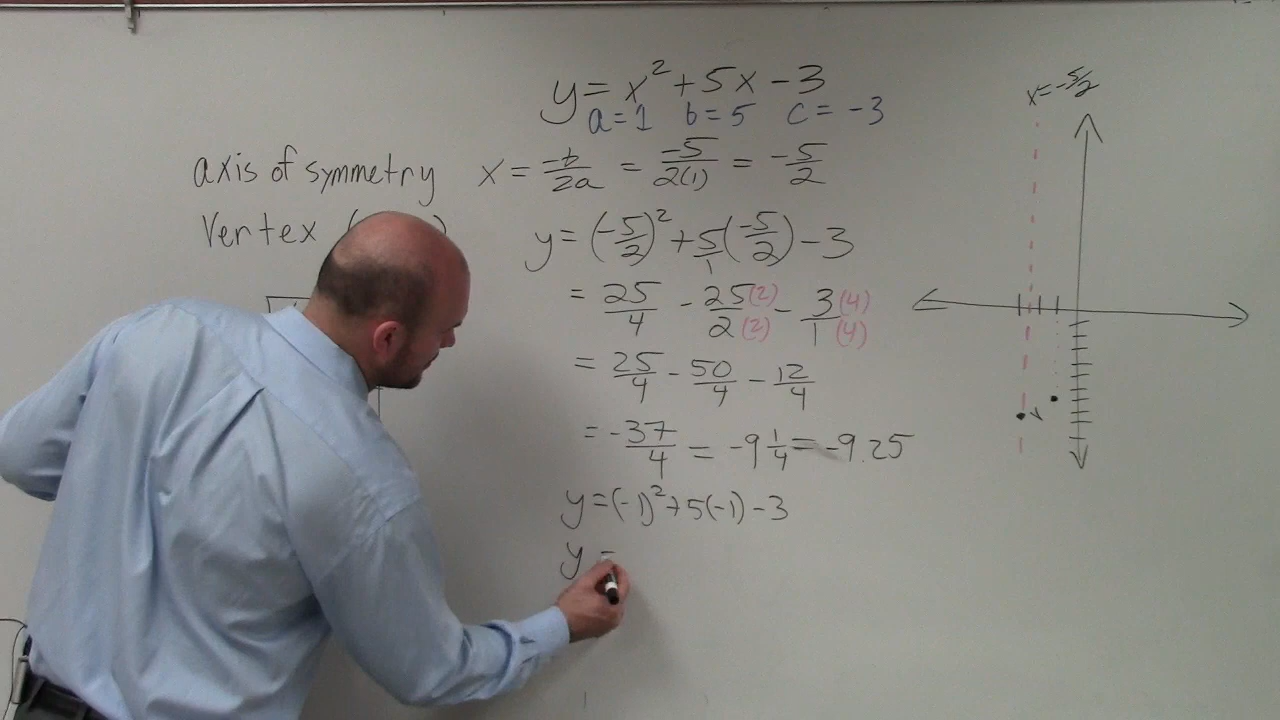 y = x² + 5x - 3
a = 1 b = 5 c = -3
x = -5/2
axis of symmetry x = -b/2a = -5/2(1) = -5/2
Vertex ( )
y = (-5/2)² + 5/1(-5/2) - 3
= 25/4 - 25(2)/2(2) - 3(4)/1(4)
= 25/4 - 50/4 - 12/4
= -37/4 = -9 1/4 = -9.25
y = (-1)² + 5(-1) - 3
y =